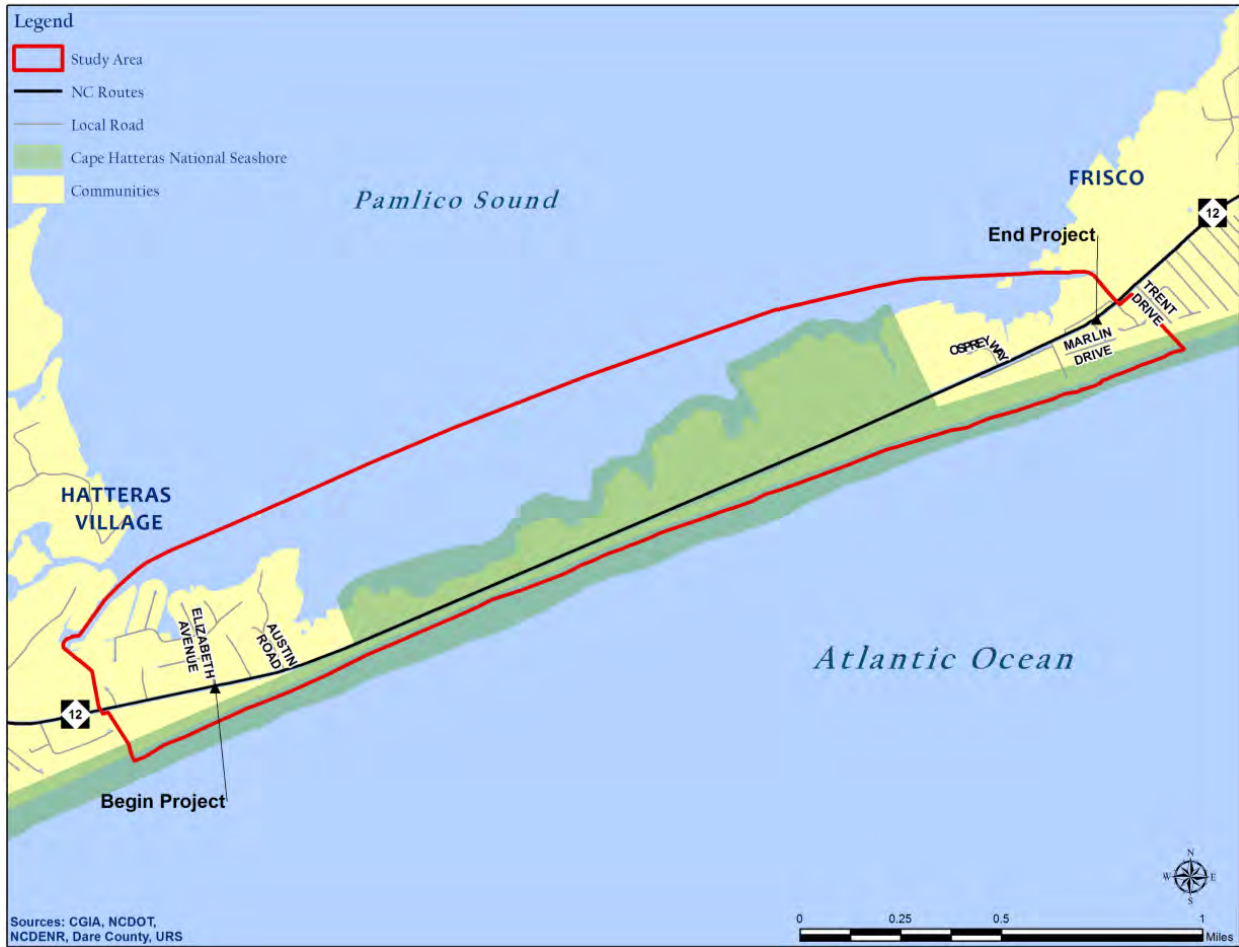 Legend
Study Area
NC Routes
Local Road
Cape Hatteras National Seashore
Communities
Pamlico Sound
FRISCO
12
End Project
TRENT
DRIVE
OSPREY WAY
MARLIN
DRIVE
HATTERAS
VILLAGE
ELIZABETH
AVENUE
AUSTIN
ROAD
Atlantic Ocean
12
Begin Project
N
W
E
S
Sources: CGIA, NCDOT,
NCDENR, Dare County, URS
0 0.25 0.5 1
Miles